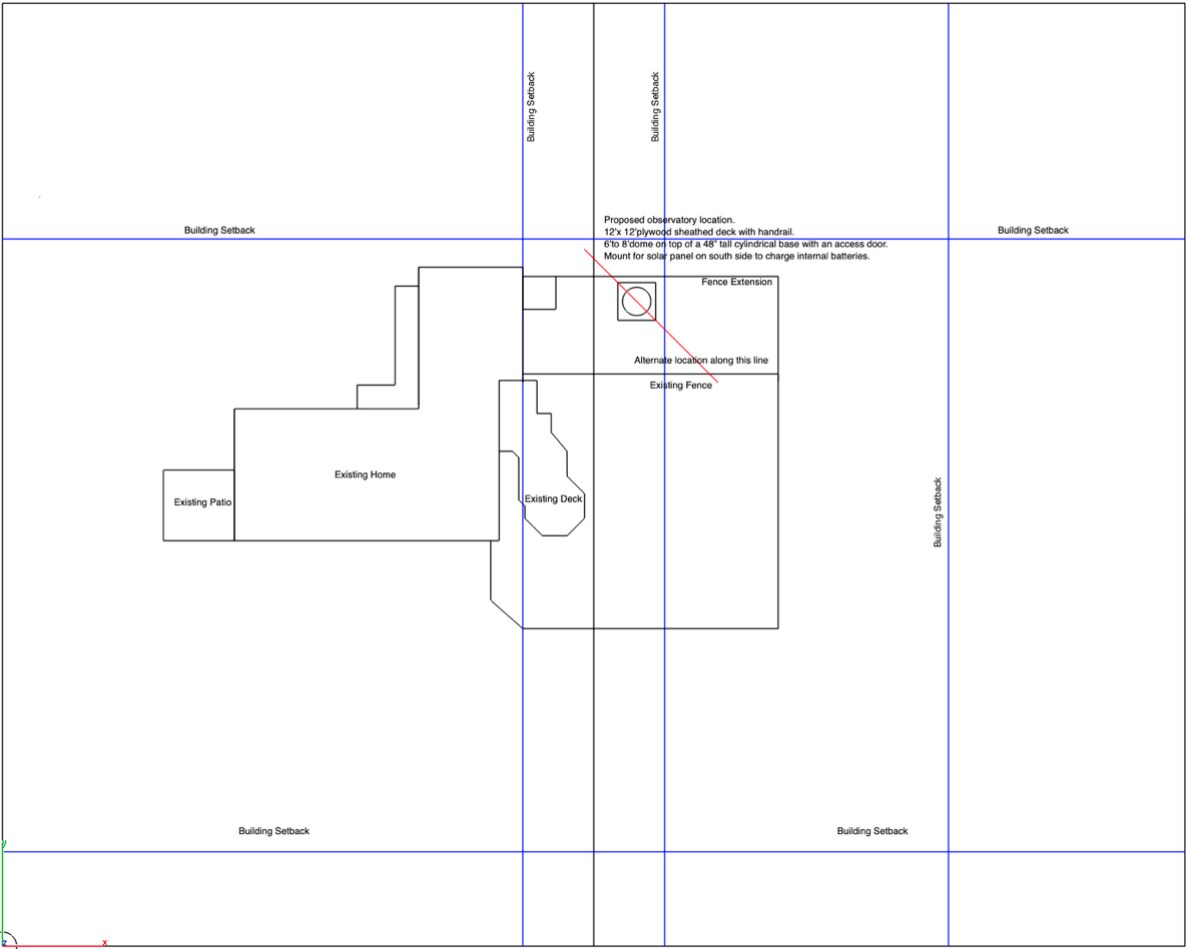 Building Setback
Building Setback
Proposed observatory location.
12'x 12'plywood sheathed deck with handrail.
6'to 8'dome on top of a 48" tall cylindrical base with an access door.
Mount for solar panel on south side to charge internal batteries.
Building Setback
Building Setback
Fence Extension
Alternate location along this line
Existing Fence
Existing Home
Existing Patio
Existing Deck
Building Setback
Building Setback
Building Setback
y
z
x